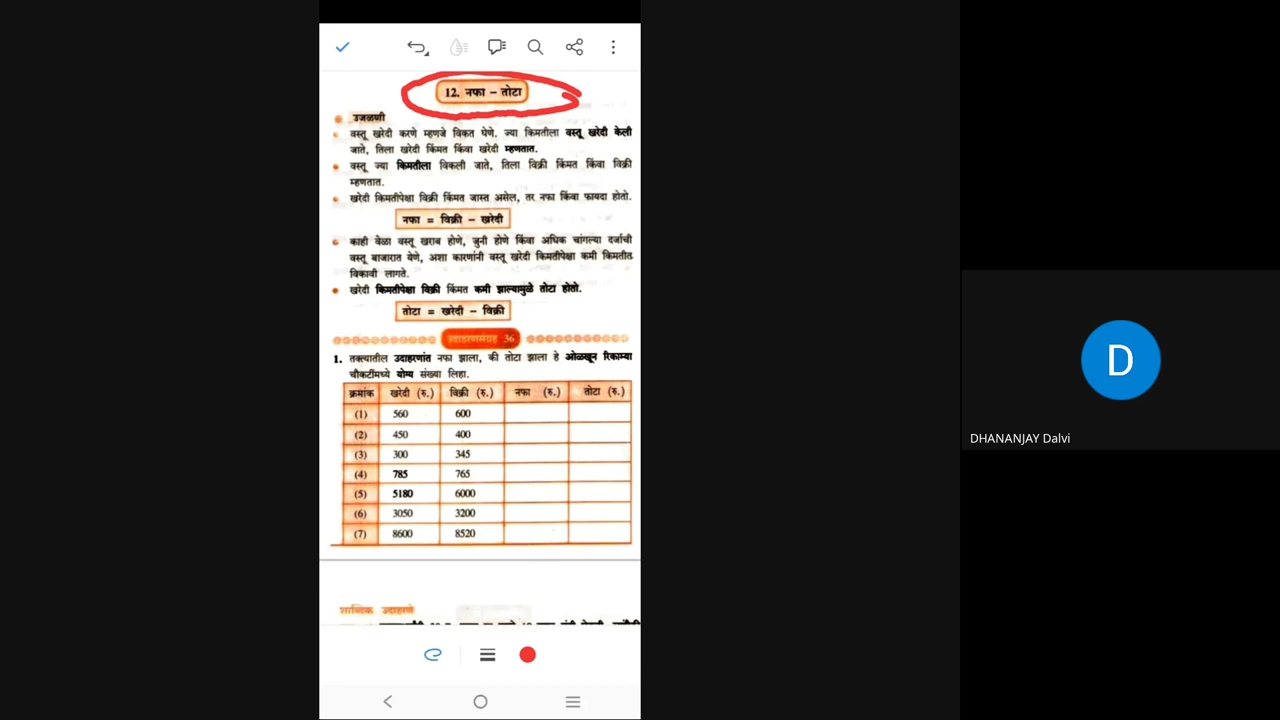 12. नफा – तोटा
उजळणी
वस्तू खरेदी करणे म्हणजे विकत घेणे. ज्या किमतीला वस्तू खरेदी केली
जाते, तिला खरेदी किंमत किंवा खरेदी म्हणतात.
वस्तू ज्या किमतीला विकली जाते, तिला विक्री किंमत किंवा विक्री
म्हणतात.
खरेदी किमतीपेक्षा विक्री किंमत जास्त असेल, तर नफा किंवा फायदा होतो.
नफा = विक्री – खरेदी
काही वेळा वस्तू खराब होणे, जुनी होणे किंवा अधिक चांगल्या दर्जाची
वस्तू बाजारात येणे, अशा कारणांनी वस्तू खरेदी किमतीपेक्षा कमी किमतीत
विकावी लागते.
खरेदी किमतीपेक्षा विक्री किंमत कमी झाल्यामुळे तोटा होतो.
तोटा = खरेदी – विक्री
उदाहरणसंग्रह 36
1. तक्त्यातील उदाहरणांत नफा झाला, की तोटा झाला हे ओळखून रिकाम्या
चौकटींमध्ये योग्य संख्या लिहा.
क्रमांक खरेदी (रु.) विक्री (रु.) नफा (रु.) तोटा (रु.)
(1) 560 600
(2) 450 400
(3) 300 345
(4) 785 765
(5) 5180 6000
(6) 3050 3200
(7) 8600 8520
शाब्दिक उदाहरणे
D
DHANANJAY Dalvi